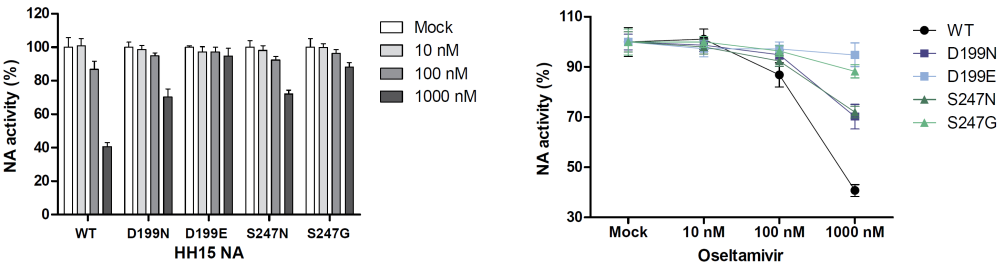 120
100
80
60
40
20
0
NA activity (%)
WT D199N D199E S247N S247G
HH15 NA
Mock
10 nM
100 nM
1000 nM
110
90
70
50
30
NA activity (%)
Mock 10 nM 100 nM 1000 nM
Oseltamivir
WT
D199N
D199E
S247N
S247G